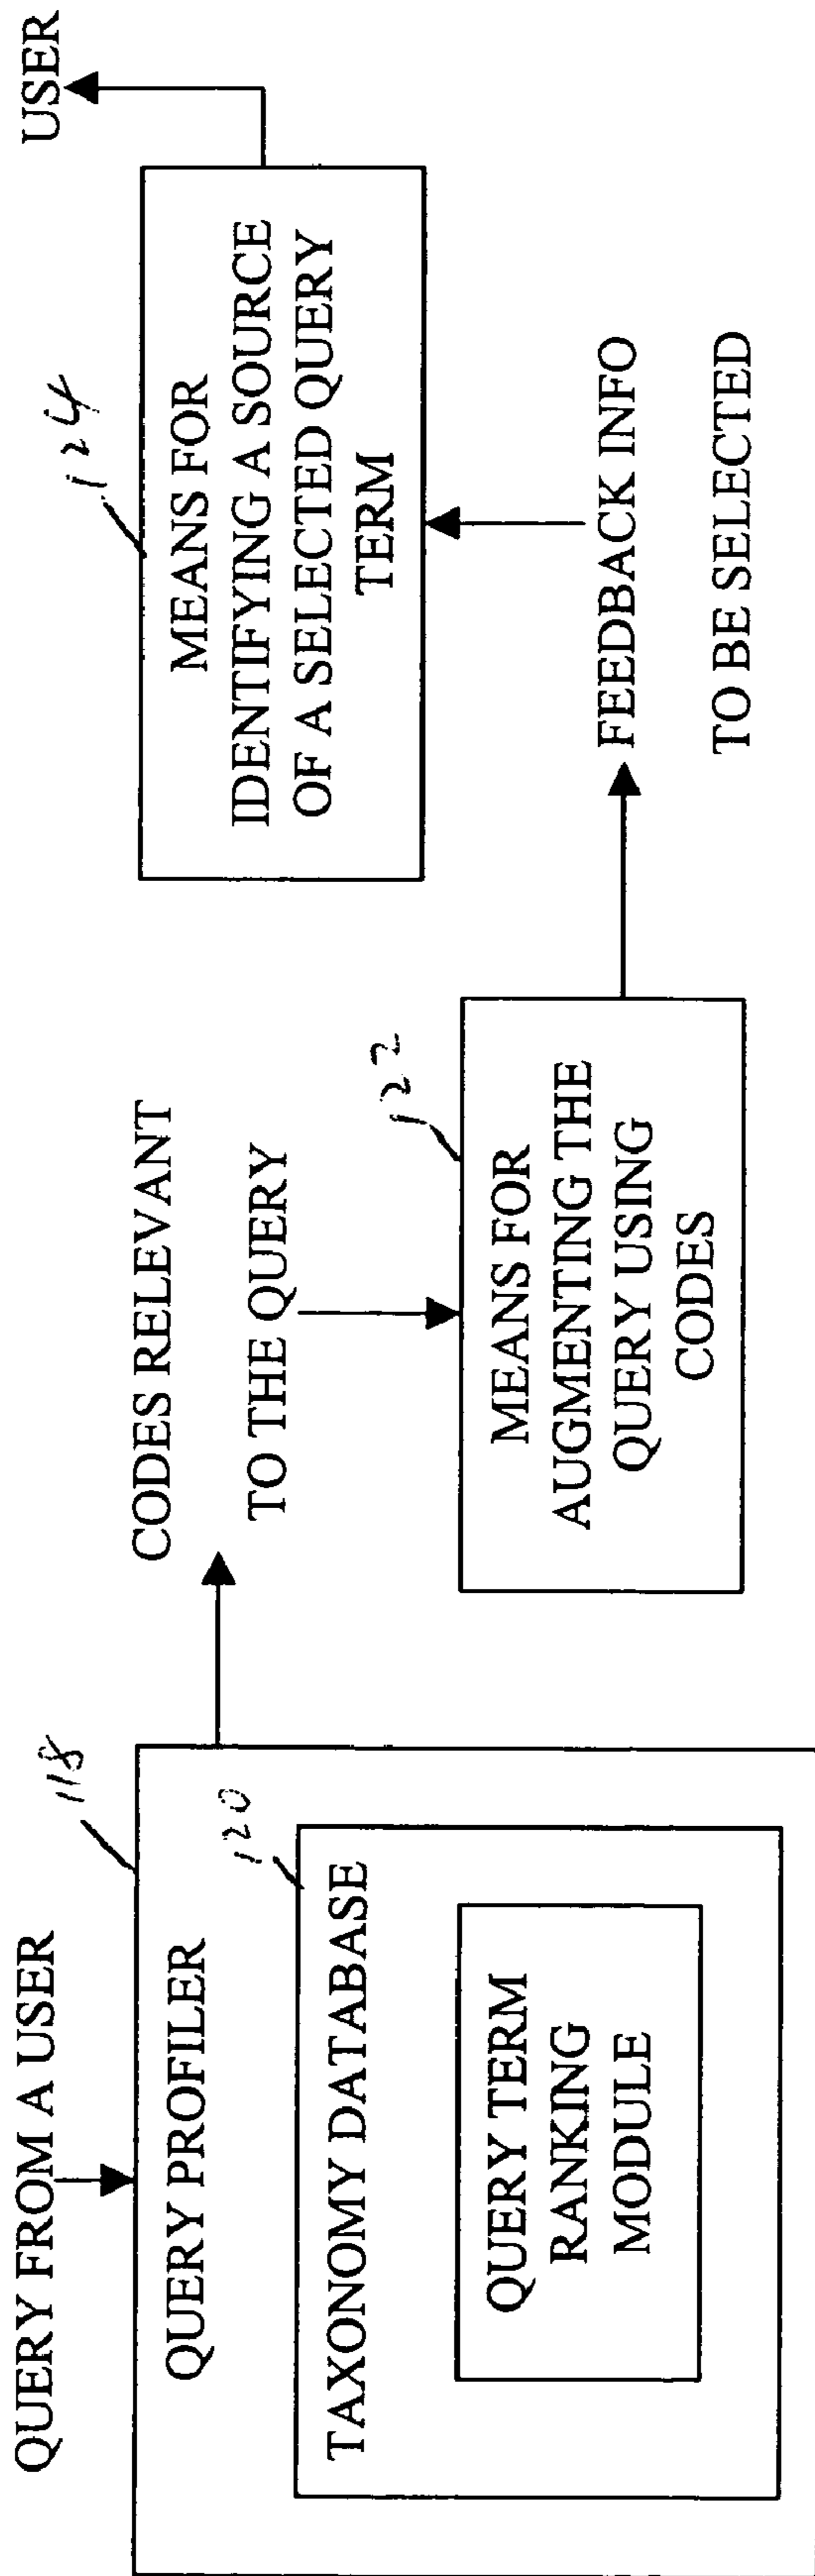 QUERY FROM A USER
118
QUERY PROFILER
120
TAXONOMY DATABASE
QUERY TERM
RANKING
MODULE
CODES RELEVANT
TO THE QUERY
122
MEANS FOR
AUGMENTING THE
QUERY USING
CODES
FEEDBACK INFO
TO BE SELECTED
124
MEANS FOR
IDENTIFYING A SOURCE
OF A SELECTED QUERY
TERM
USER